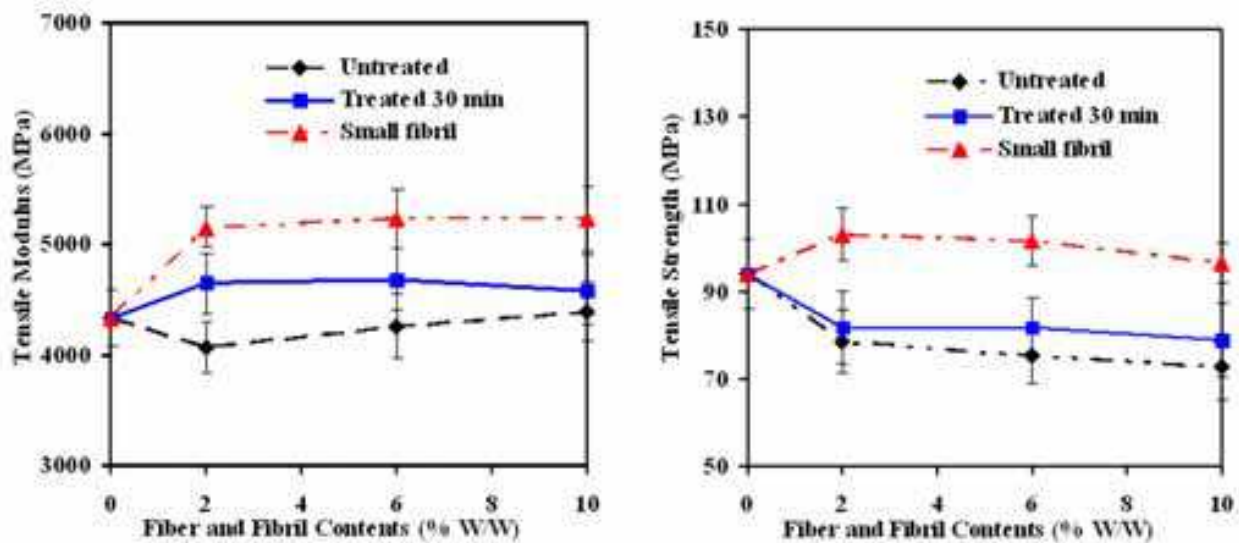 7000
6000
5000
4000
3000
Tensile Modulus (MPa)
Untreated
Treated 30 min
Small fibril
0 2 4 6 8 10
Fiber and Fibril Contents (% W/W)
150
130
110
90
70
50
Tensile Strength (MPa)
Untreated
Treated 30 min
Small fibril
0 2 4 6 8 10
Fiber and Fibril Contents (% W/W)